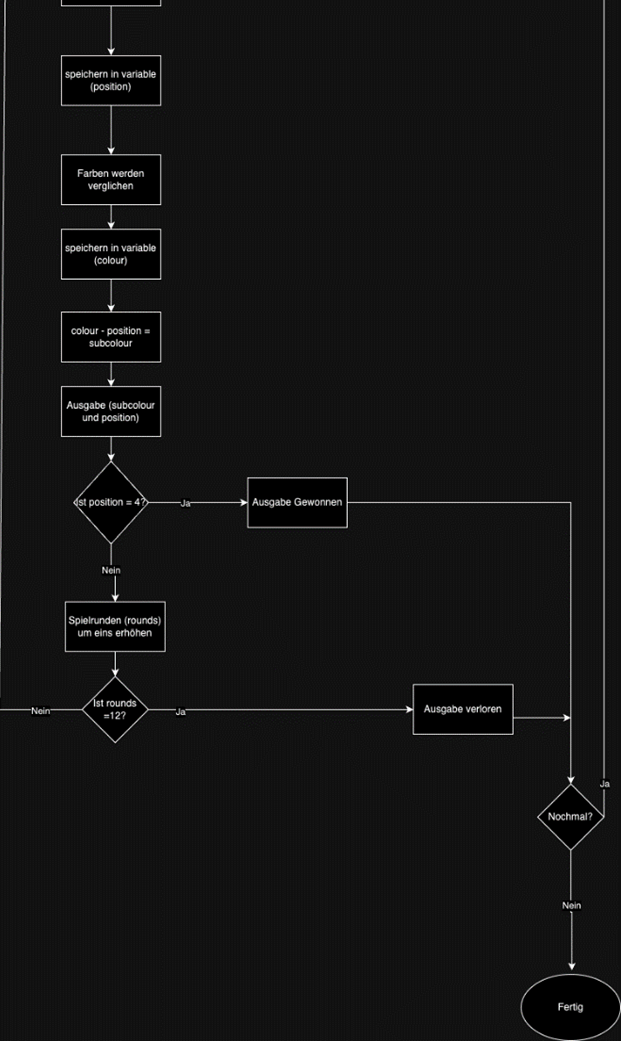 speichern in variable
(position)
Farben werden
verglichen
speichern in variable
(colour)
colour - position =
subcolour
Ausgabe (subcolour
und position)
Ist position = 4?
Ja
Ausgabe Gewonnen
Nein
Spielrunden (rounds)
um eins erhöhen
Ist rounds
=12?
Nein
Ja
Ausgabe verloren
Ja
Nochmal?
Nein
Fertig